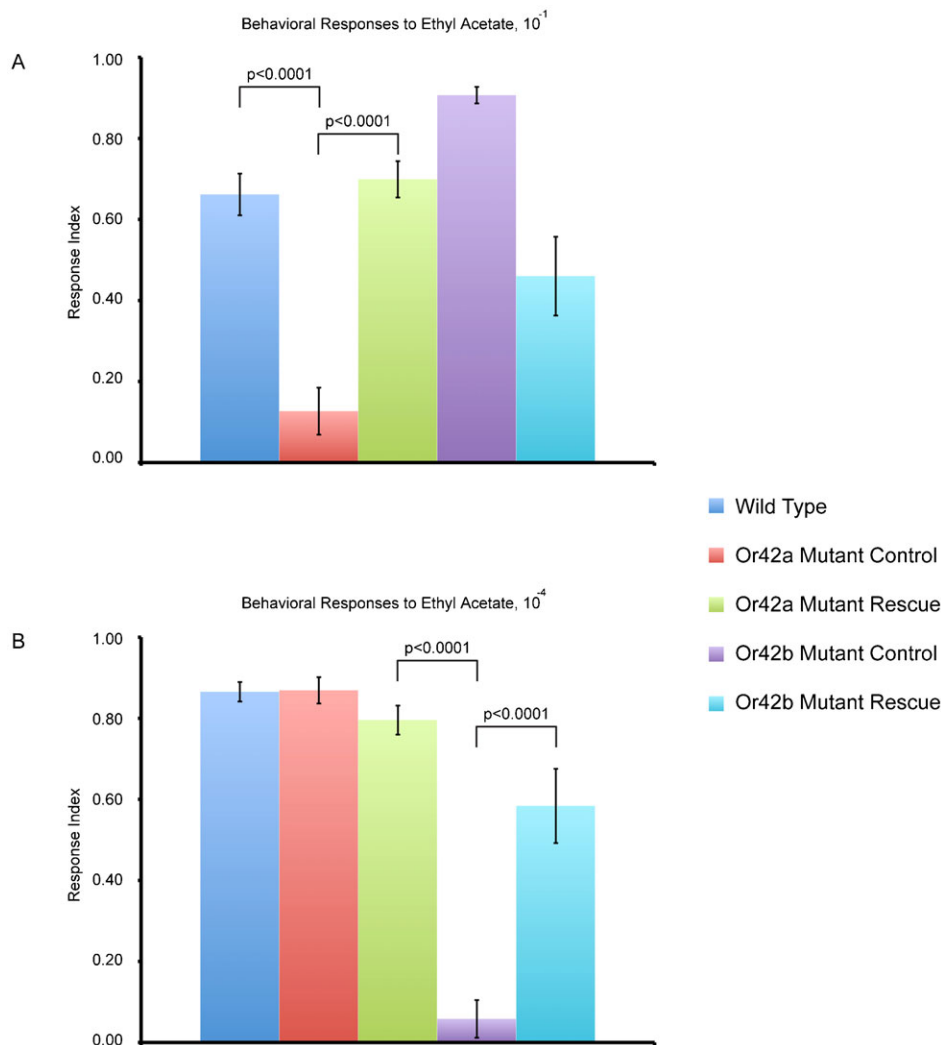 Behavioral Responses to Ethyl Acetate, 10⁻¹
A
1.00
0.80
0.60
0.40
0.20
0.00
Response Index
p<0.0001
p<0.0001
Wild Type
Or42a Mutant Control
Or42a Mutant Rescue
Or42b Mutant Control
Or42b Mutant Rescue
Behavioral Responses to Ethyl Acetate, 10⁻⁴
B
1.00
0.80
0.60
0.40
0.20
0.00
Response Index
p<0.0001
p<0.0001